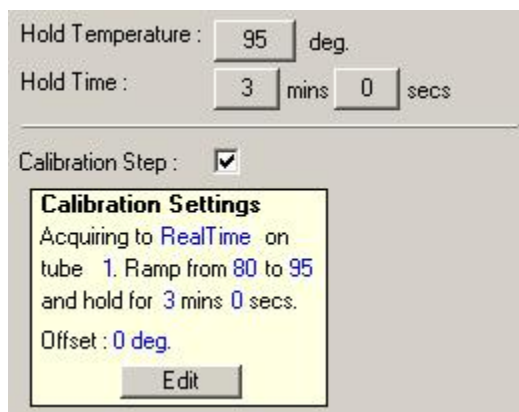 Hold Temperature : 95 deg.
Hold Time : 3 mins 0 secs
Calibration Step :
Calibration Settings
Acquiring to RealTime on
tube 1. Ramp from 80 to 95
and hold for 3 mins 0 secs.
Offset : 0 deg.
Edit